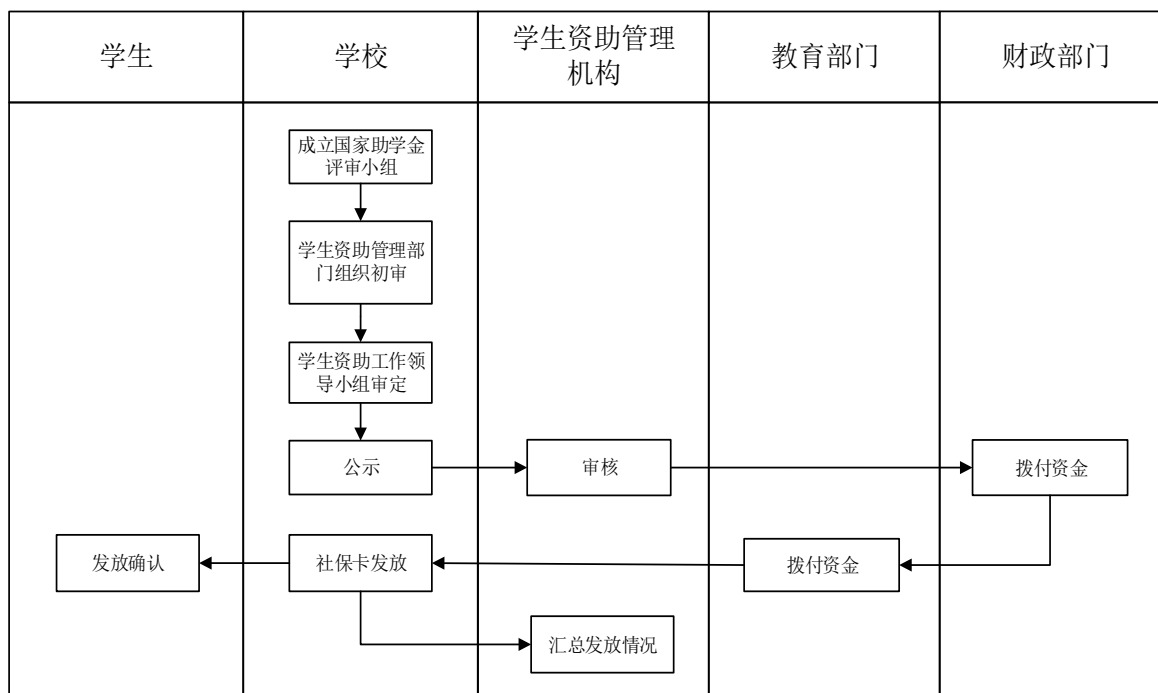 学生
学校
学生资助管理
机构
教育部门
财政部门
成立国家助学金
评审小组
学生资助管理部
门组织初审
学生资助工作领
导小组审定
公示
审核
拨付资金
发放确认
社保卡发放
拨付资金
汇总发放情况